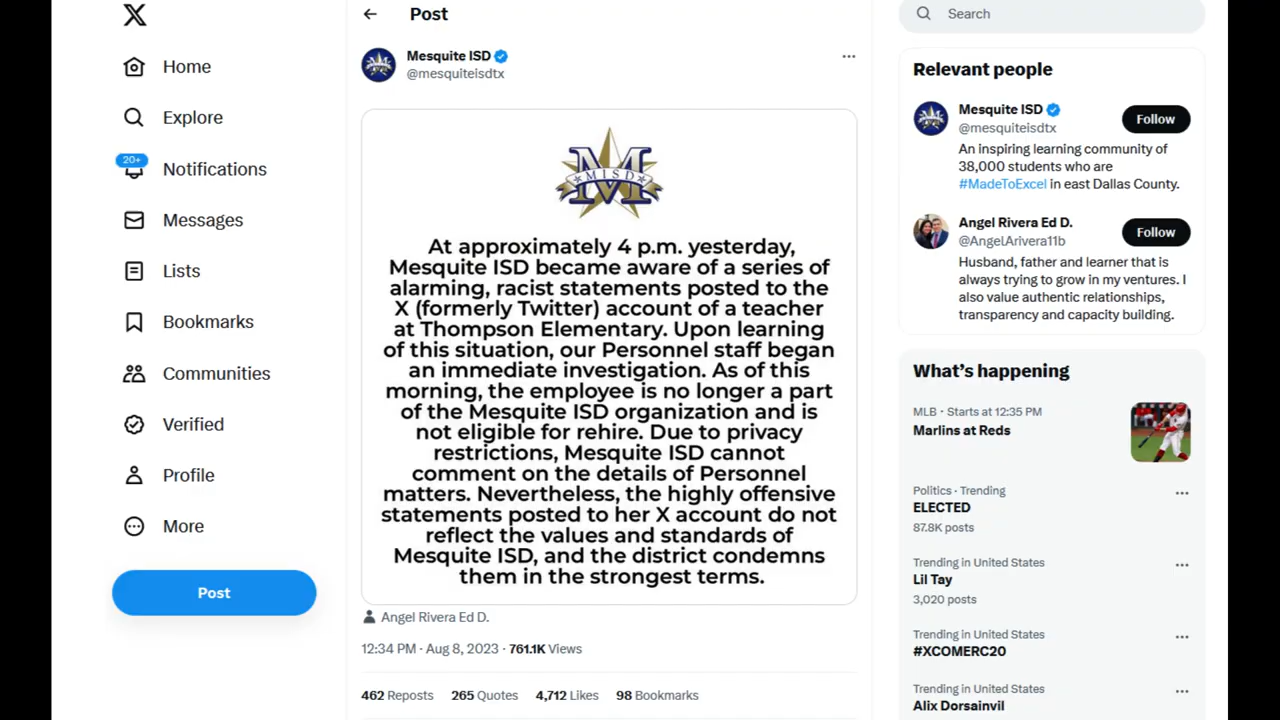 Home
Explore
20+
Notifications
Messages
Lists
Bookmarks
Communities
Verified
Profile
More
Post
Post
Mesquite ISD
@mesquiteisdtx
M
MISD
At approximately 4 p.m. yesterday,
Mesquite ISD became aware of a series of
alarming, racist statements posted to the
X (formerly Twitter) account of a teacher
at Thompson Elementary. Upon learning
of this situation, our Personnel staff began
an immediate investigation. As of this
morning, the employee is no longer a part
of the Mesquite ISD organization and is
not eligible for rehire. Due to privacy
restrictions, Mesquite ISD cannot
comment on the details of Personnel
matters. Nevertheless, the highly offensive
statements posted to her X account do not
reflect the values and standards of
Mesquite ISD, and the district condemns
them in the strongest terms.
Angel Rivera Ed D.
12:34 PM · Aug 8, 2023 · 761.1K Views
462 Reposts 265 Quotes 4,712 Likes 98 Bookmarks
Search
Relevant people
Mesquite ISD
@mesquiteisdtx
Follow
An inspiring learning community of
38,000 students who are
#MadeToExcel in east Dallas County.
Angel Rivera Ed D.
@AngelArivera11b
Follow
Husband, father and learner that is
always trying to grow in my ventures. I
also value authentic relationships,
transparency and capacity building.
What's happening
MLB · Starts at 12:35 PM
Marlins at Reds
Politics · Trending
ELECTED
87.8K posts
Trending in United States
Lil Tay
3,020 posts
Trending in United States
#XCOMERC20
Trending in United States
Alix Dorsainvil